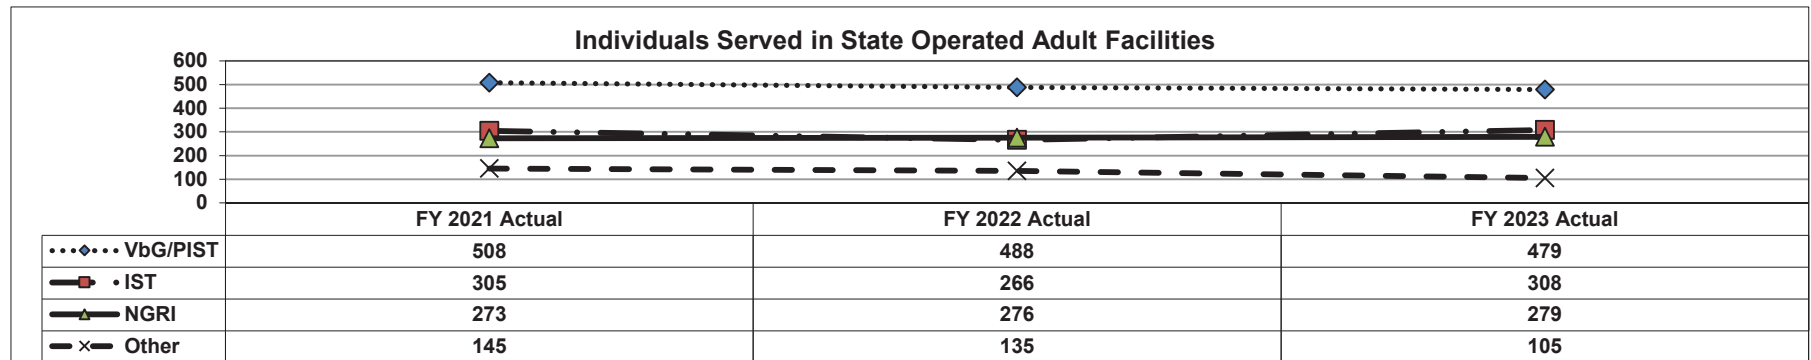 Individuals Served in State Operated Adult Facilities
600
500
400
300
200
100
0
FY 2021 Actual FY 2022 Actual FY 2023 Actual
VbG/PIST 508 488 479
IST 305 266 308
NGRI 273 276 279
Other 145 135 105